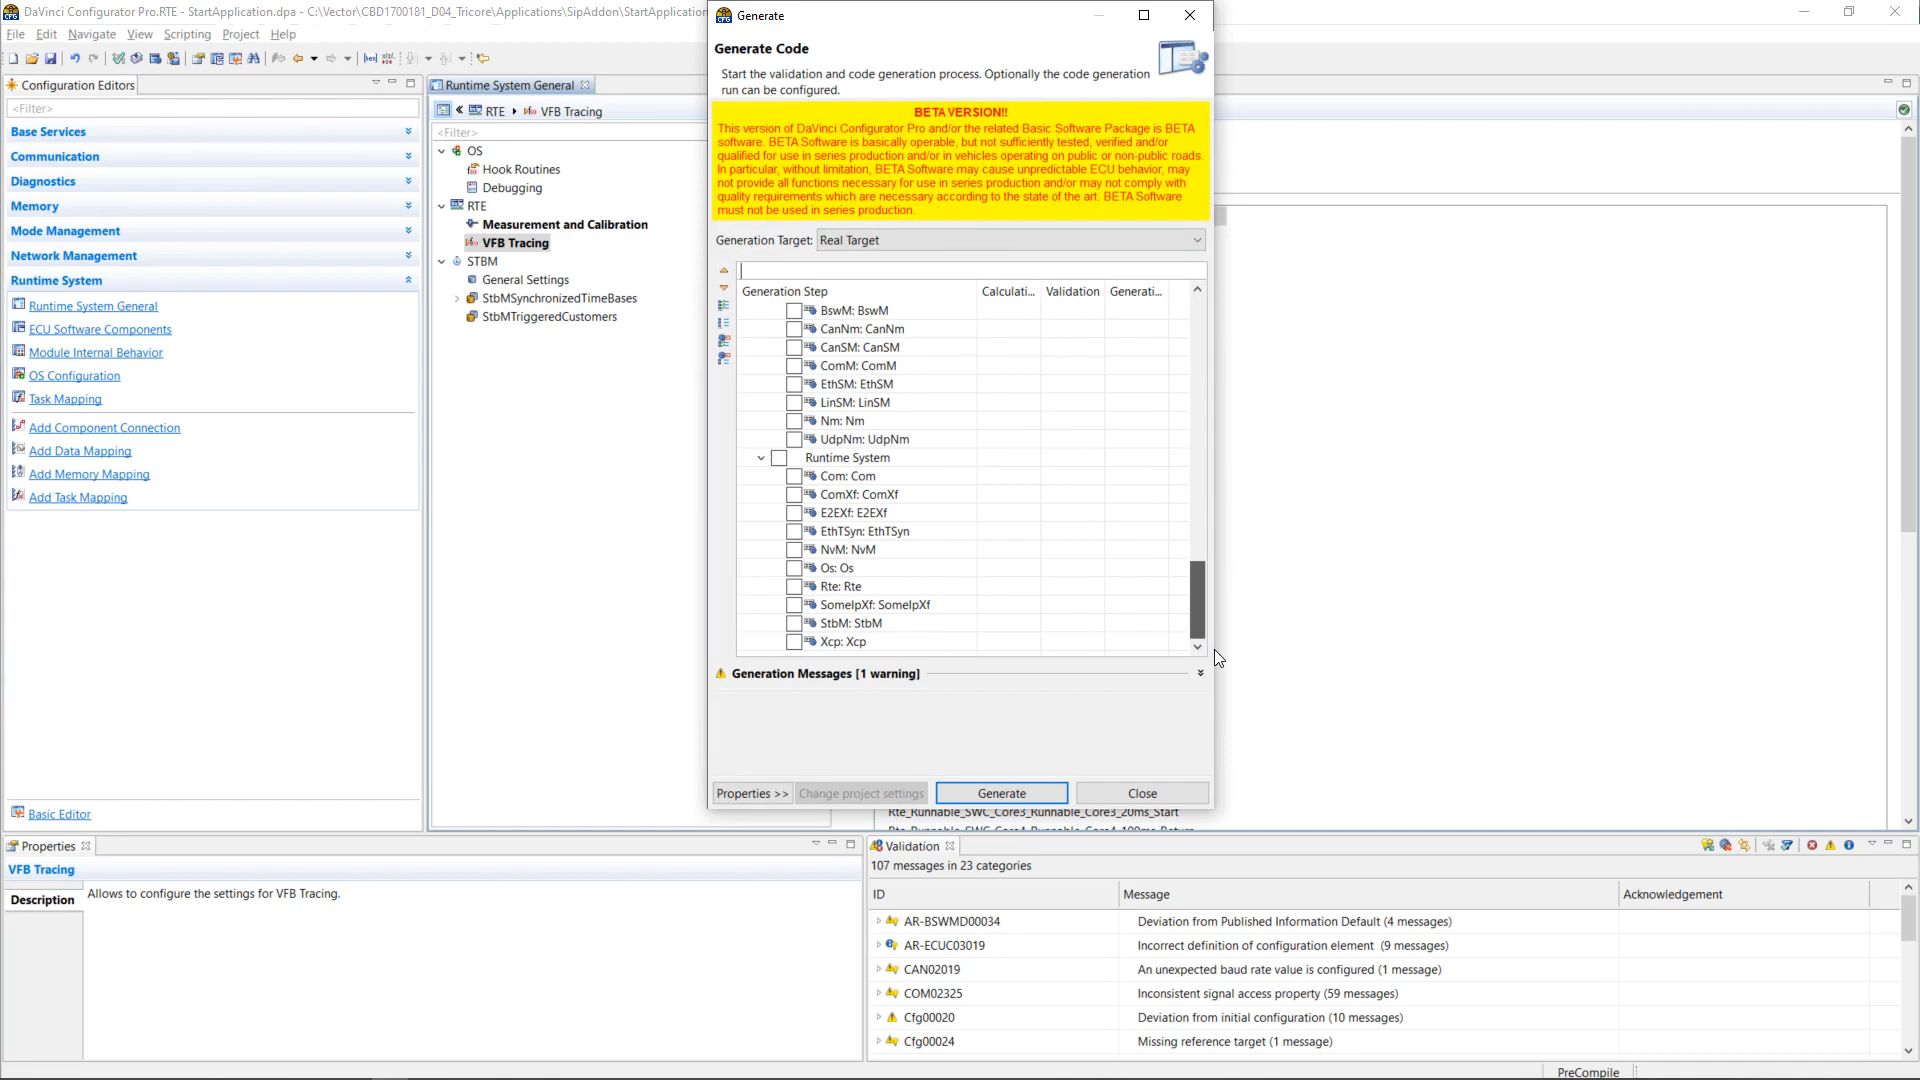 DaVinci Configurator Pro.RTE - StartApplication.dpa - C:\Vector\CBD1700181_D04_Tricore\Applications\SipAddon\StartApplication
File Edit Navigate View Scripting Project Help
Configuration Editors
<Filter>
Base Services
Communication
Diagnostics
Memory
Mode Management
Network Management
Runtime System
Runtime System General
ECU Software Components
Module Internal Behavior
OS Configuration
Task Mapping
Add Component Connection
Add Data Mapping
Add Memory Mapping
Add Task Mapping
Basic Editor
Runtime System General
RTE VFB Tracing
<Filter>
OS
Hook Routines
Debugging
RTE
Measurement and Calibration
VFB Tracing
STBM
General Settings
StbMSynchronizedTimeBases
StbMTriggeredCustomers
Generate
Generate Code
Start the validation and code generation process. Optionally the code generation
run can be configured.
BETA VERSION!!
This version of DaVinci Configurator Pro and/or the related Basic Software Package is BETA
software. BETA Software is basically operable, but not sufficiently tested, verified and/or
qualified for use in series production and/or in vehicles operating on public or non-public roads.
In particular, without limitation, BETA Software may cause unpredictable ECU behavior, may
not provide all functions necessary for use in series production and/or may not comply with
quality requirements which are necessary according to the state of the art. BETA Software
must not be used in series production.
Generation Target: Real Target
Generation Step Calculati... Validation Generati...
BswM: BswM
CanNm: CanNm
CanSM: CanSM
ComM: ComM
EthSM: EthSM
LinSM: LinSM
Nm: Nm
UdpNm: UdpNm
Runtime System
Com: Com
ComXf: ComXf
E2EXf: E2EXf
EthTSyn: EthTSyn
NvM: NvM
Os: Os
Rte: Rte
SomeIpXf: SomeIpXf
StbM: StbM
Xcp: Xcp
Generation Messages [1 warning]
Properties >> Change project settings Generate Close
Rte_Runnable_SWC_Core3_Runnable_Core3_20ms_Start
Rte_Runnable_SWC_Core4_Runnable_Core4_100ms_Return
Properties
VFB Tracing
Description
Allows to configure the settings for VFB Tracing.
Validation
107 messages in 23 categories
ID Message Acknowledgement
AR-BSWMD00034 Deviation from Published Information Default (4 messages)
AR-ECUC03019 Incorrect definition of configuration element (9 messages)
CAN02019 An unexpected baud rate value is configured (1 message)
COM02325 Inconsistent signal access property (59 messages)
Cfg00020 Deviation from initial configuration (10 messages)
Cfg00024 Missing reference target (1 message)
PreCompile